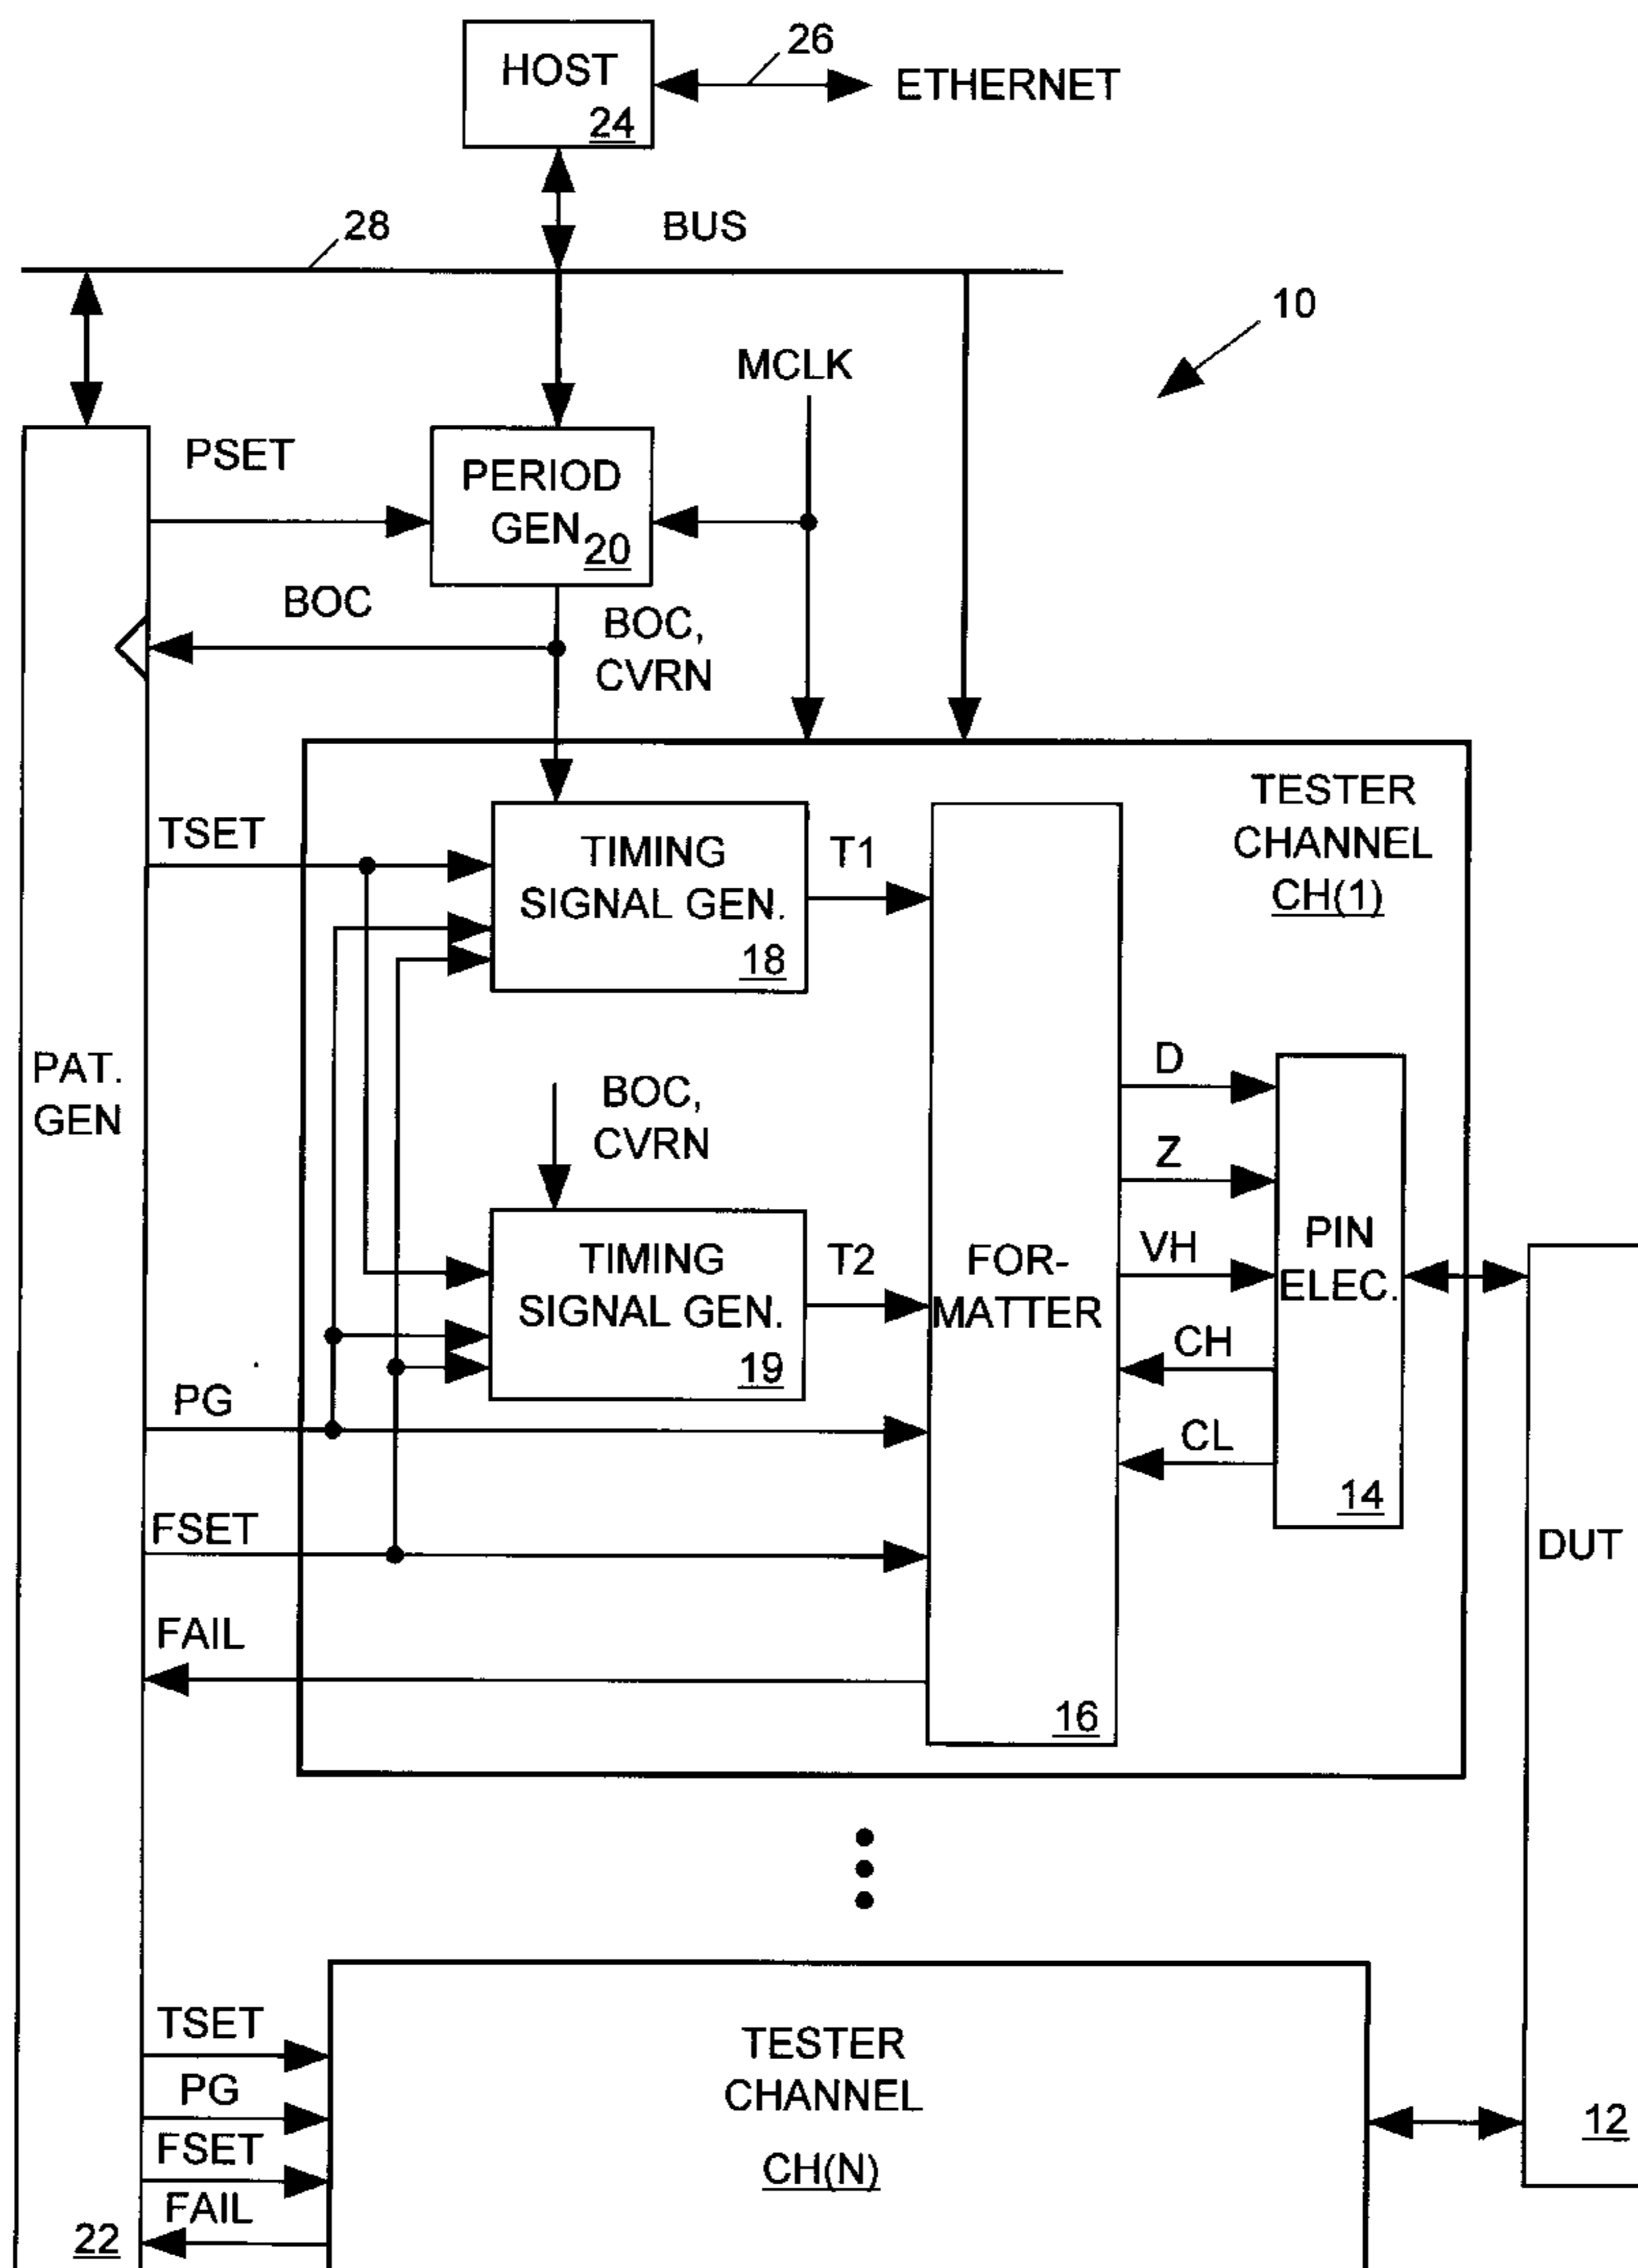 HOST
24
26
ETHERNET
28
BUS
10
MCLK
PSET
PERIOD
GEN
20
BOC
BOC,
CVRN
TESTER
CHANNEL
CH(1)
TSET
TIMING
SIGNAL GEN.
18
T1
PAT.
GEN
BOC,
CVRN
D
Z
TIMING
SIGNAL GEN.
19
T2
FOR-
MATTER
VH
PIN
ELEC.
CH
CL
14
PG
FSET
DUT
FAIL
16
TSET
PG
FSET
FAIL
TESTER
CHANNEL
CH(N)
12
22